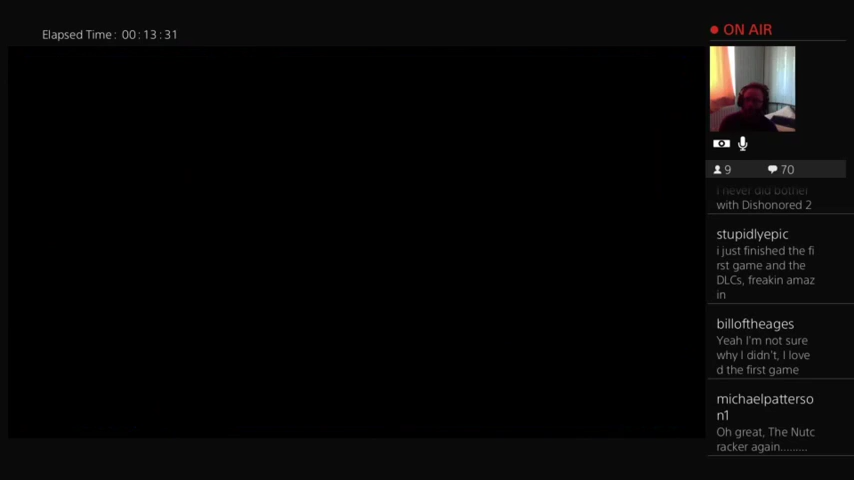 Elapsed Time: 00:13:31
ON AIR
9
70
I never did bother
with Dishonored 2
stupidlyepic
i just finished the fi
rst game and the
DLCs, freakin amaz
in
billoftheages
Yeah I'm not sure
why I didn't, I love
d the first game
michaelpatterso
n1
Oh great, The Nutc
racker again.........